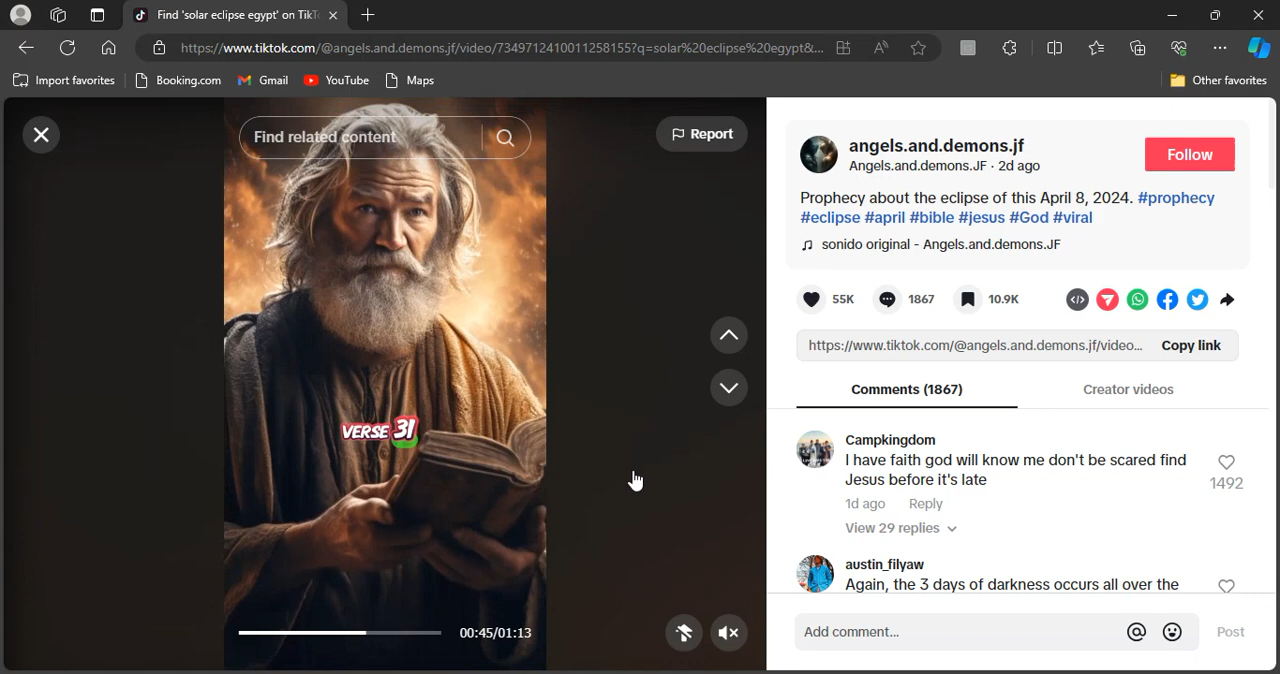 Find 'solar eclipse egypt' on TikTo
https://www.tiktok.com/@angels.and.demons.jf/video/7349712410011258155?q=solar%20eclipse%20egypt&...
Import favorites
Booking.com
Gmail
YouTube
Maps
Other favorites
Find related content
Report
VERSE 31
00:45/01:13
angels.and.demons.jf
Angels.and.demons.JF · 2d ago
Follow
Prophecy about the eclipse of this April 8, 2024. #prophecy
#eclipse #april #bible #jesus #God #viral
sonido original - Angels.and.demons.JF
55K
1867
10.9K
https://www.tiktok.com/@angels.and.demons.jf/video...
Copy link
Comments (1867)
Creator videos
Campkingdom
I have faith god will know me don't be scared find
Jesus before it's late
1492
1d ago
Reply
View 29 replies
austin_filyaw
Again, the 3 days of darkness occurs all over the
Add comment...
Post